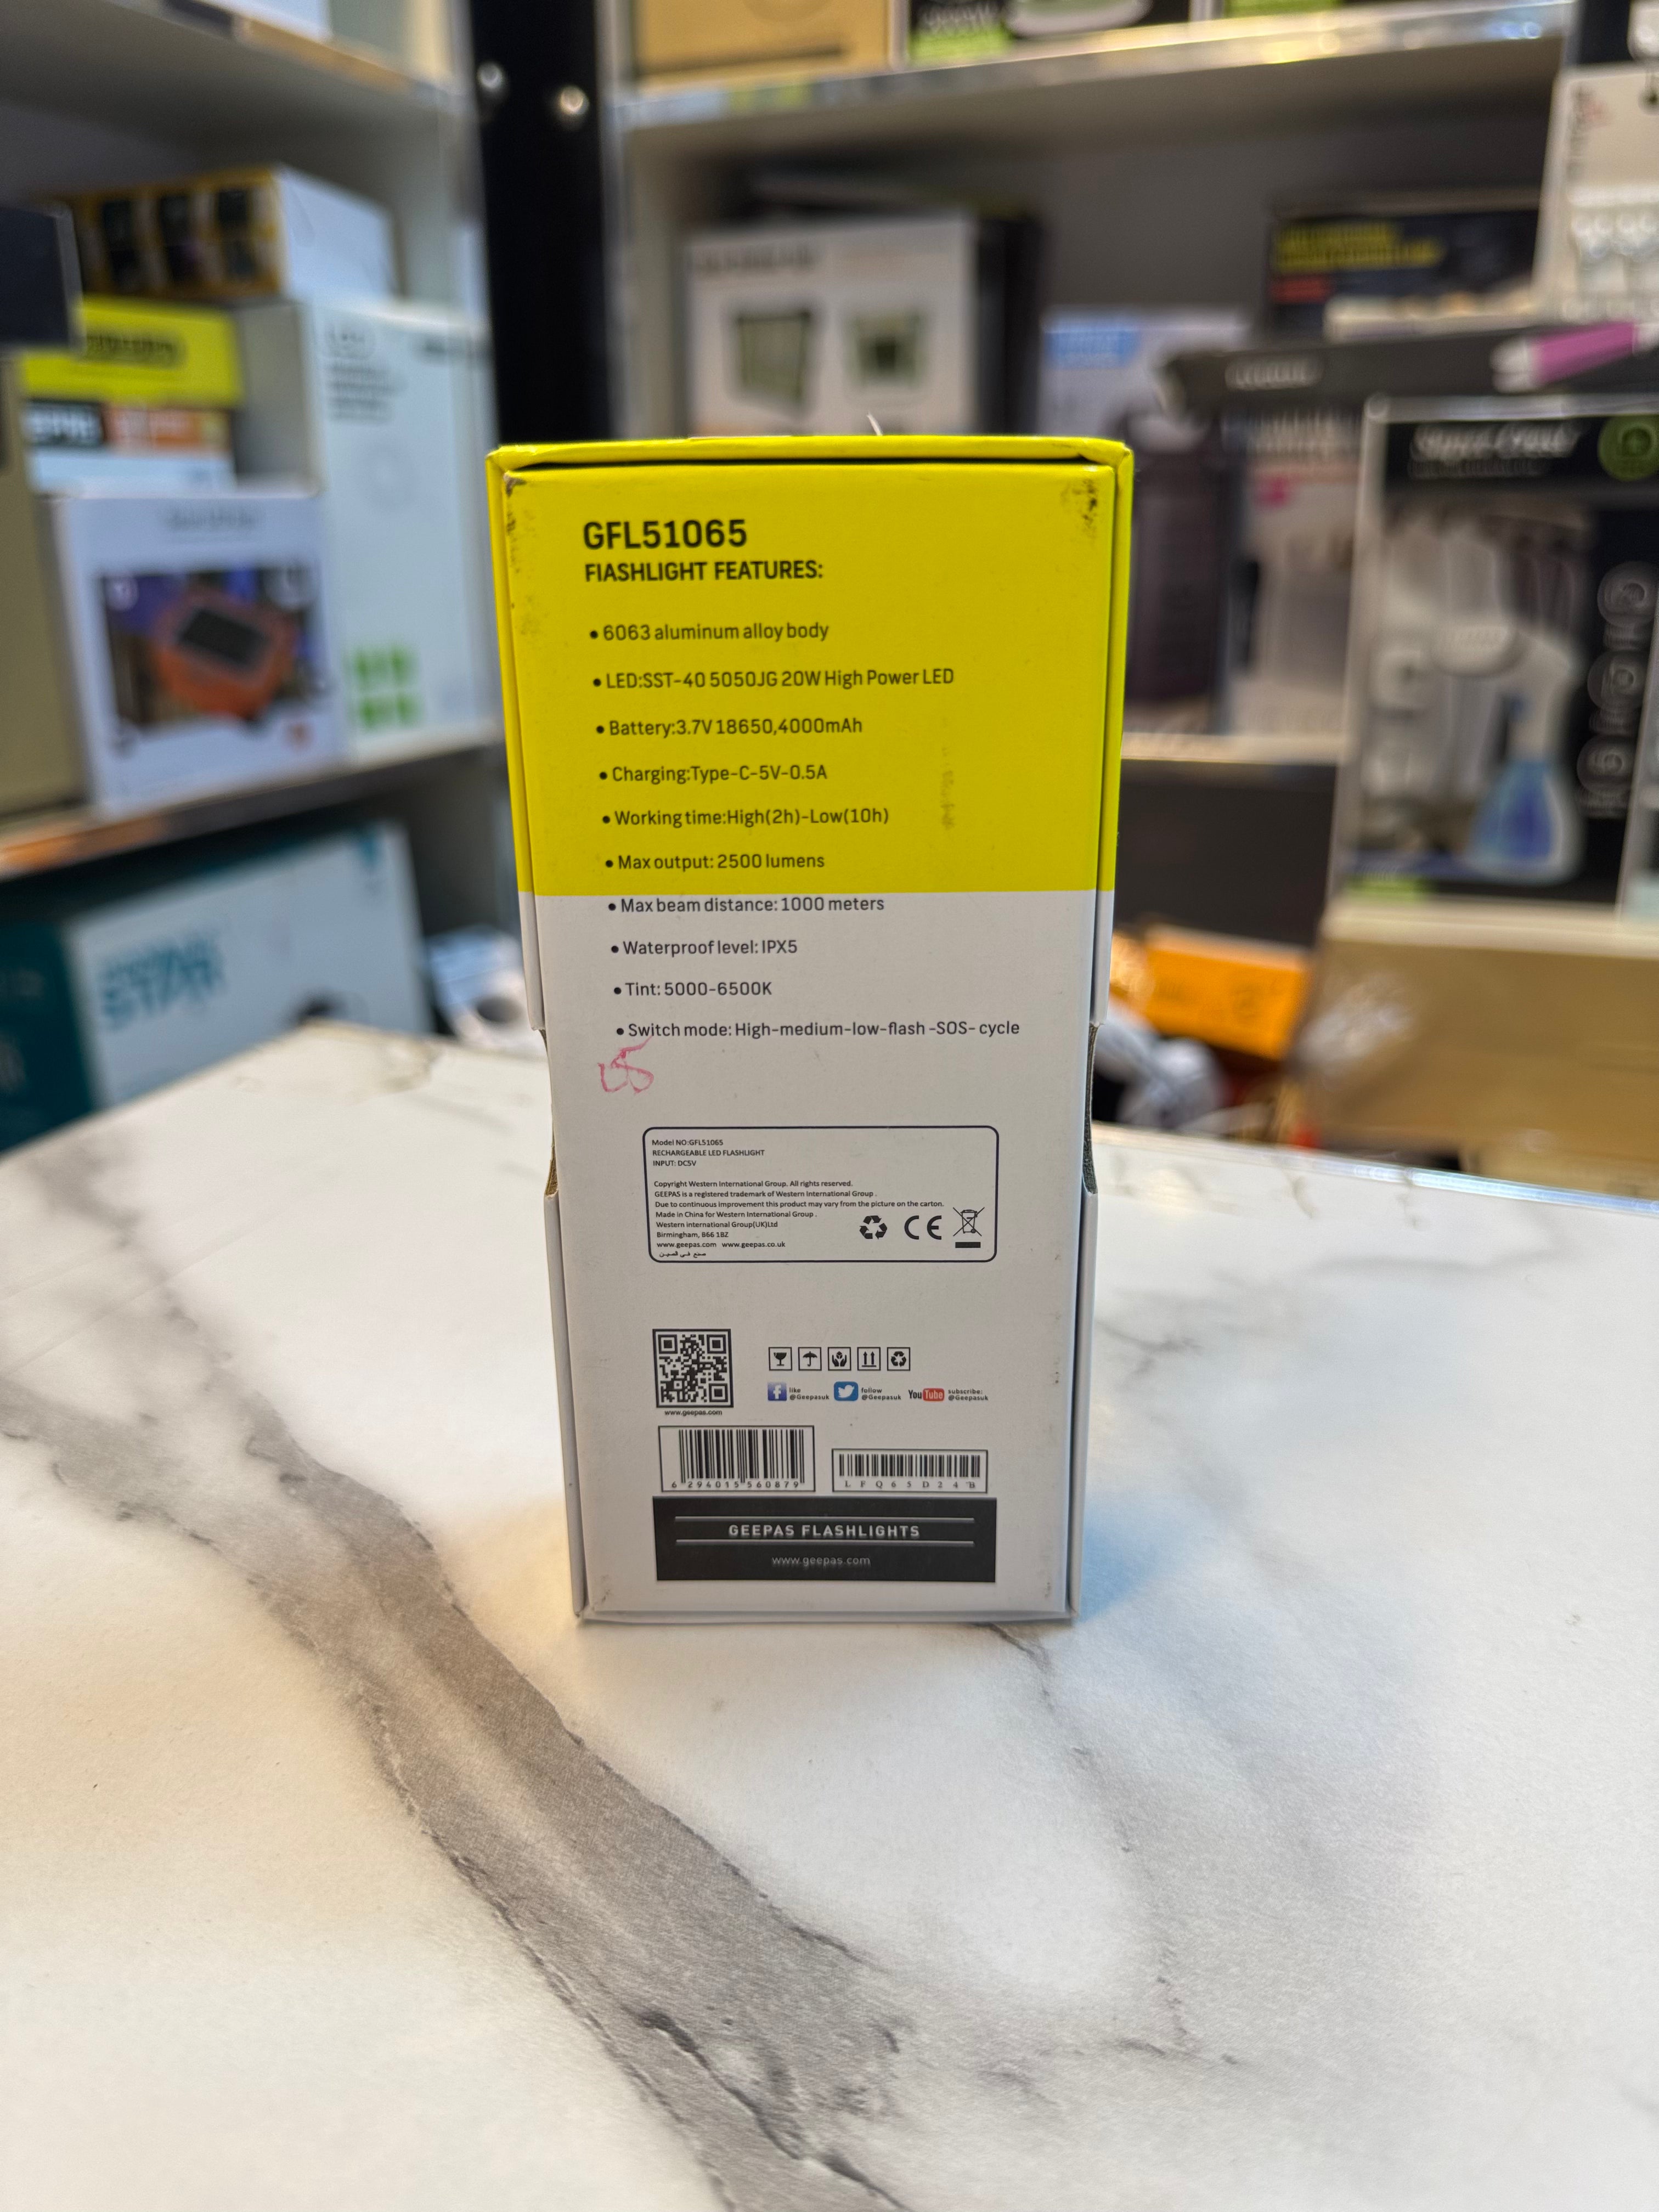 GFL51065
FlASHLIGHT FEATURES:
• 6063 aluminum alloy body
• LED:SST-40 5050JG 20W High Power LED
• Battery:3.7V 18650,4000mAh
• Charging:Type-C-5V-0.5A
• Working time:High(2h)-Low(10h)
• Max output: 2500 lumens
• Max beam distance: 1000 meters
• Waterproof level: IPX5
• Tint: 5000-6500K
• Switch mode: High-medium-low-flash -SOS- cycle
Model NO:GFL51065
RECHARGEABLE LED FLASHLIGHT
INPUT: DC5V
Copyright Western International Group. All rights reserved.
GEEPAS is a registered trademark of Western International Group .
Due to continuous improvement this product may vary from the picture on the carton.
Made in China for Western International Group .
Western international Group(UK)Ltd
Birmingham, B66 1BZ
www.geepas.com www.geepas.co.uk
صنع في الصين
CE
www.geepas.com
like @Geepasuk
follow @Geepasuk
YouTube subscribe: @Geepasuk
6 294015 560879
L F Q 6 5 D 2 4 B
GEEPAS FLASHLIGHTS
www.geepas.com
STAR